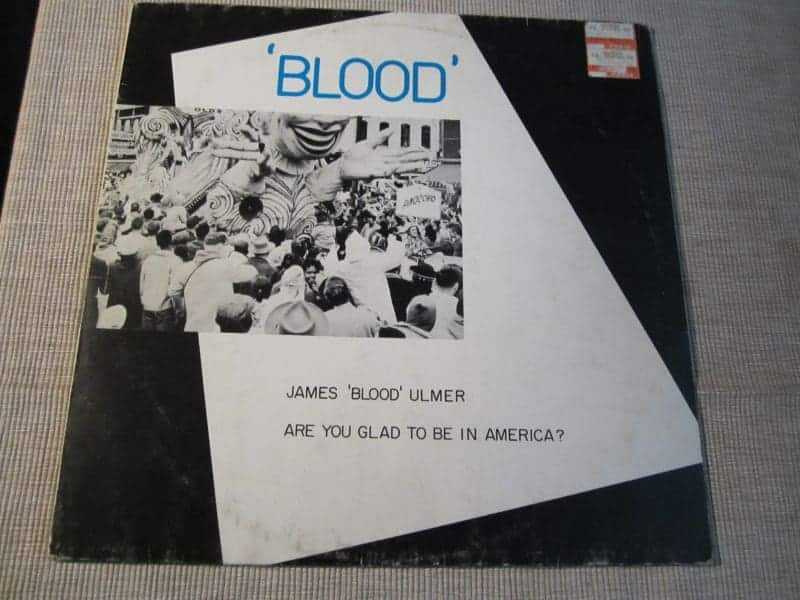 'BLOOD'
JAMES 'BLOOD' ULMER
ARE YOU GLAD TO BE IN AMERICA?